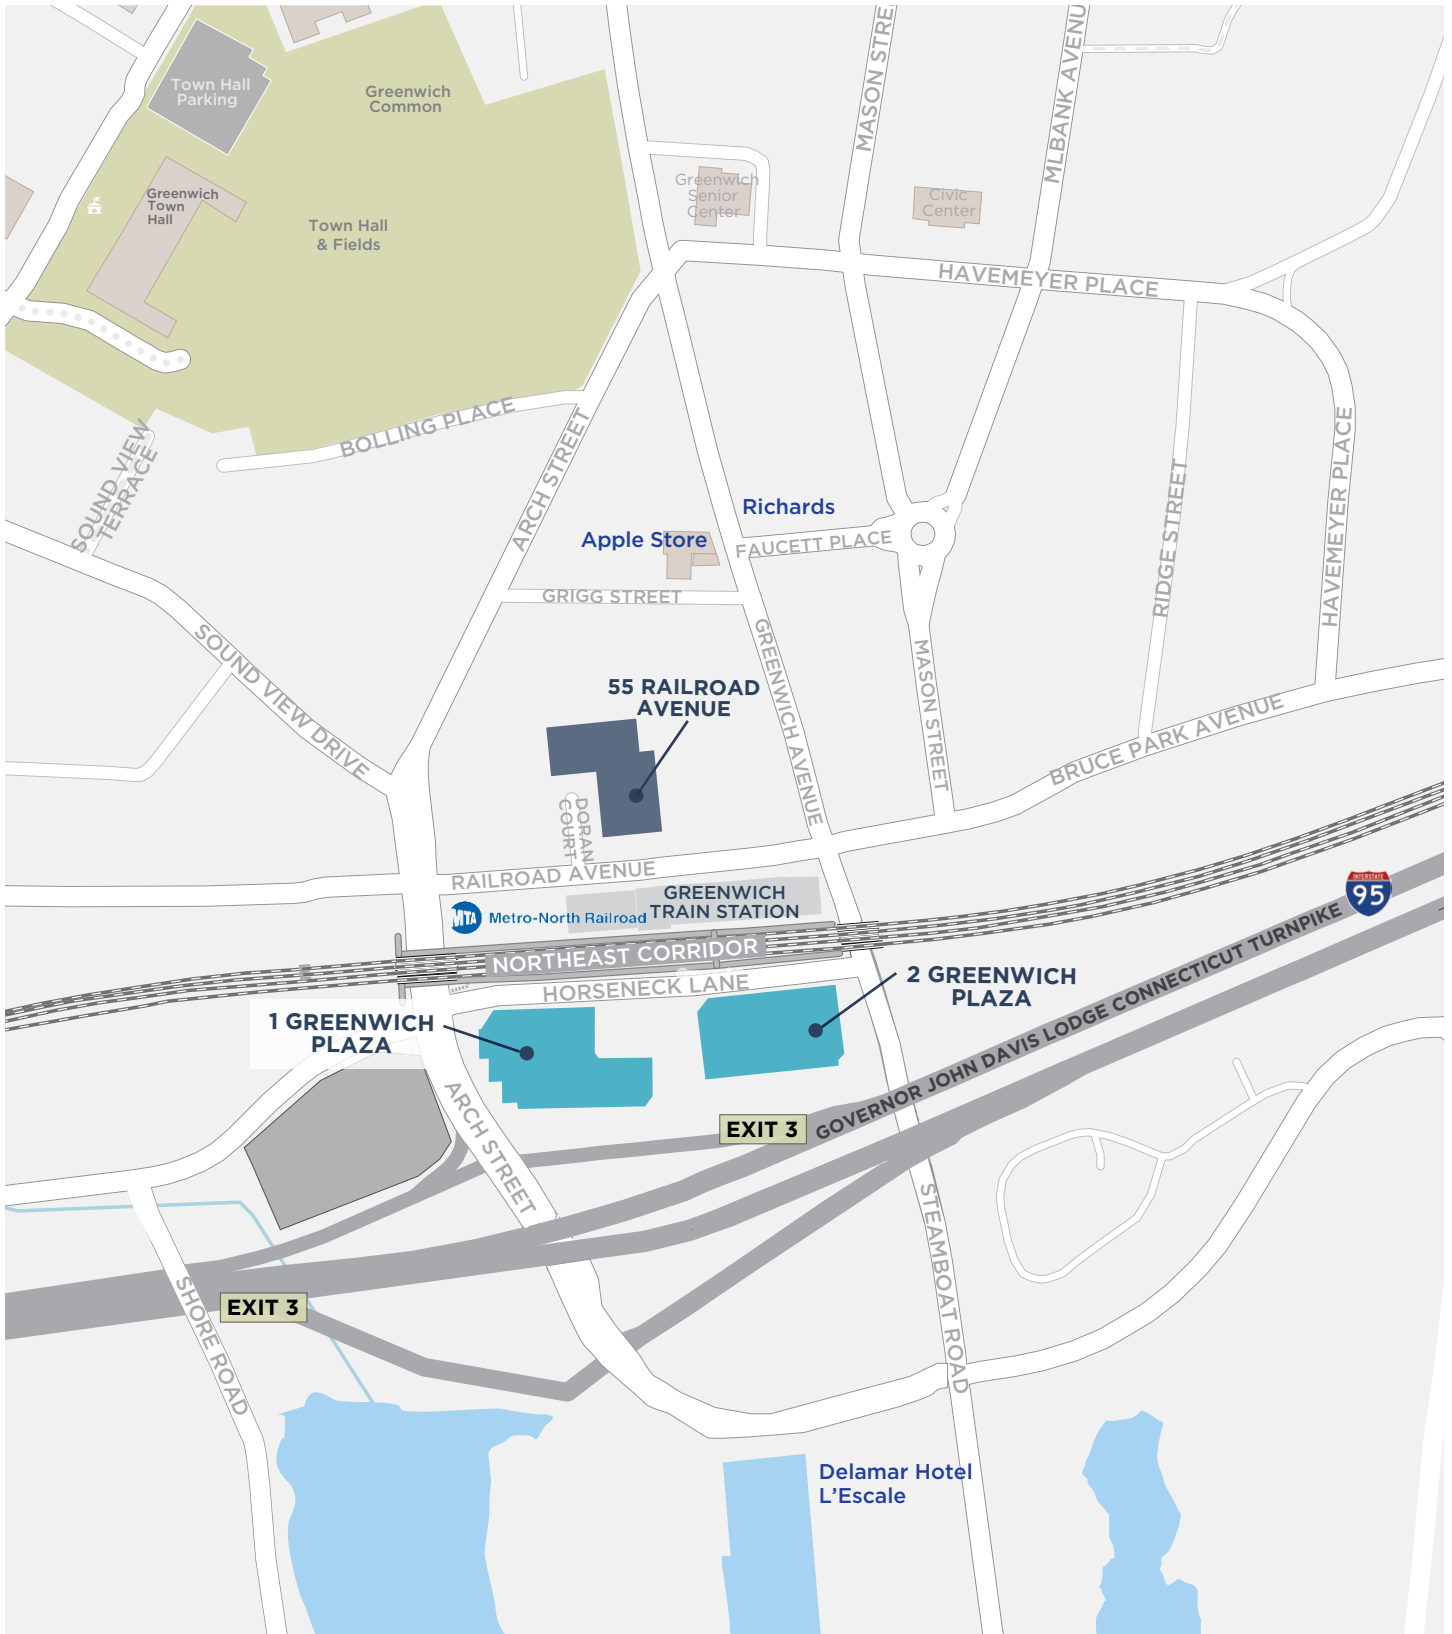 MASON STREE
MLBANK AVENU
Town Hall
Parking
Greenwich
Common
Greenwich
Town
Hall
Town Hall
& Fields
Greenwich
Senior
Center
Civic
Center
HAVEMEYER PLACE
BOLLING PLACE
SOUND VIEW
TERRACE
ARCH STREET
Richards
Apple Store
FAUCETT PLACE
GRIGG STREET
RIDGE STREET
HAVEMEYER PLACE
SOUND VIEW DRIVE
GREENWICH AVENUE
MASON STREET
55 RAILROAD
AVENUE
BRUCE PARK AVENUE
DORAN
COURT
RAILROAD AVENUE
MTA
Metro-North Railroad
GREENWICH
TRAIN STATION
INTERSTATE
95
NORTHEAST CORRIDOR
HORSENECK LANE
2 GREENWICH
PLAZA
1 GREENWICH
PLAZA
GOVERNOR JOHN DAVIS LODGE CONNECTICUT TURNPIKE
ARCH STREET
EXIT 3
STEAMBOAT ROAD
SHORE ROAD
EXIT 3
Delamar Hotel
L'Escale